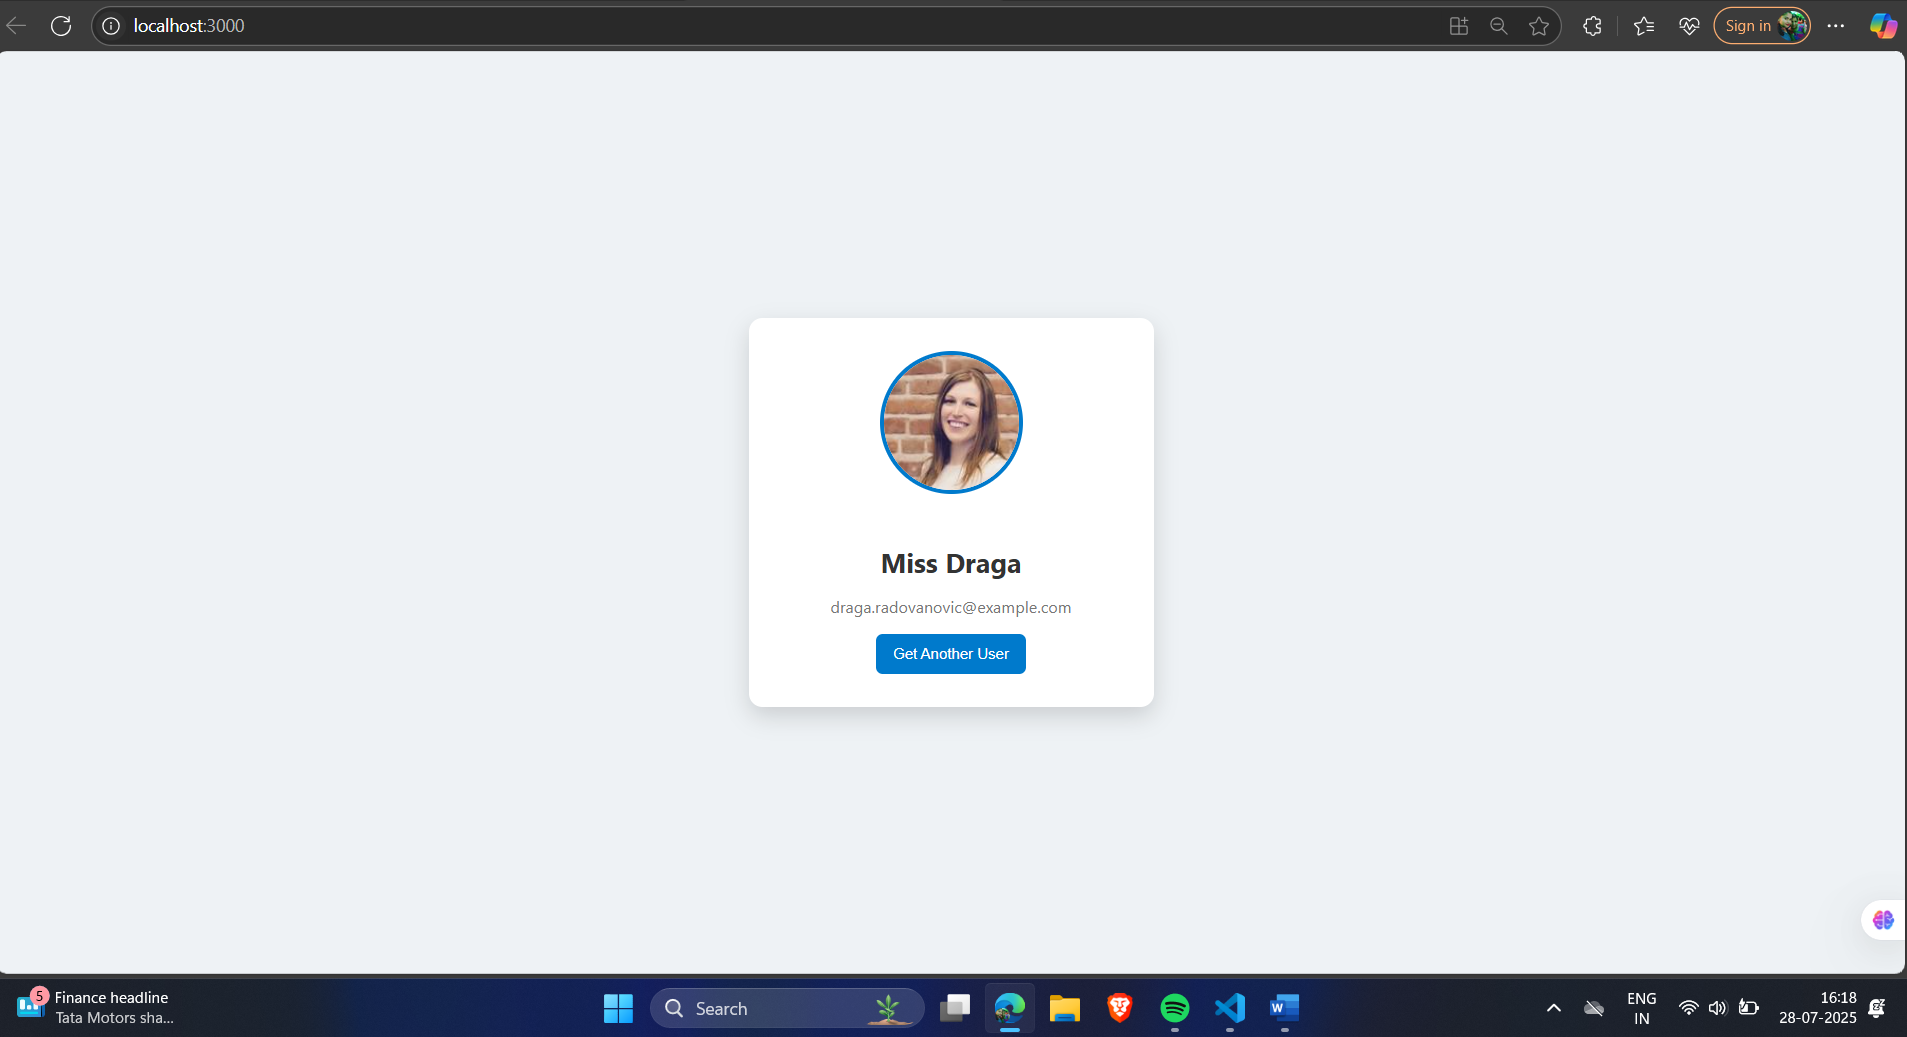 localhost:3000
Sign in
Miss Draga
draga.radovanovic@example.com
Get Another User
5
Finance headline
Tata Motors sha...
Search
W
ENG
IN
16:18
28-07-2025